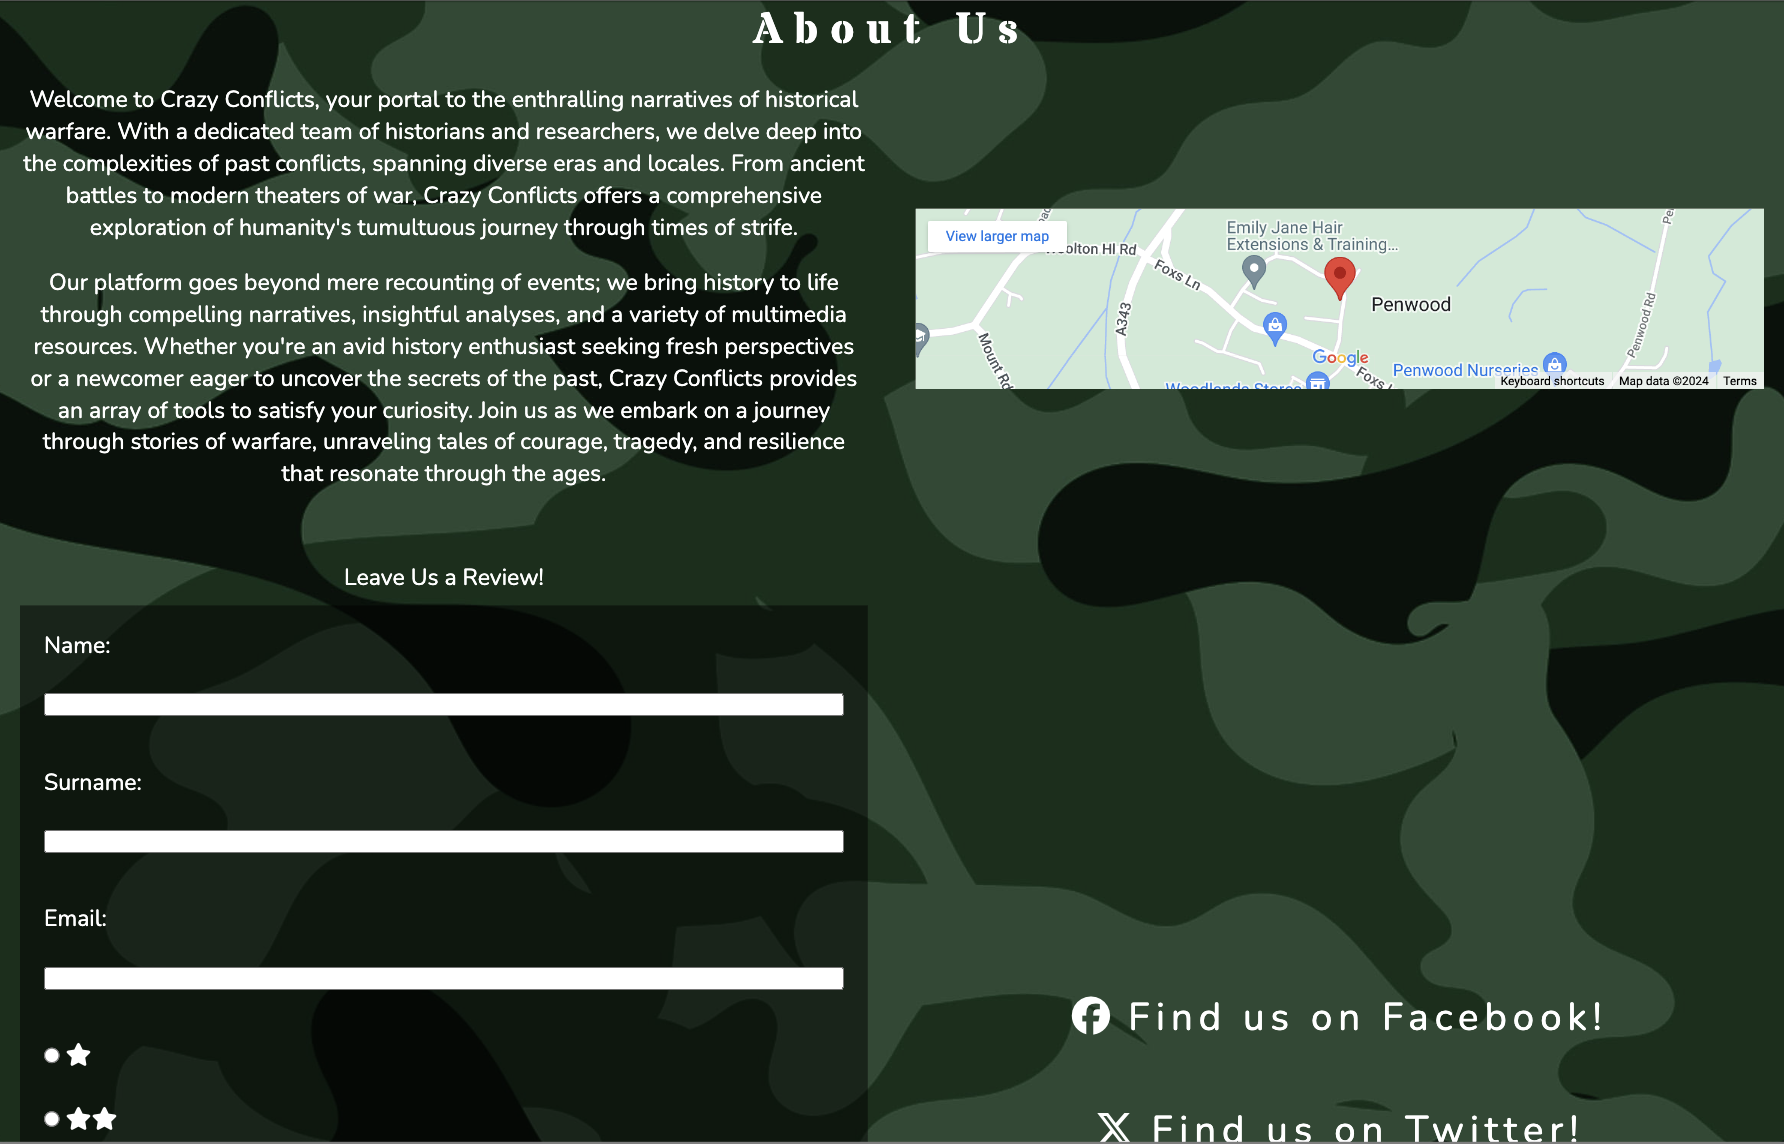 About Us
Welcome to Crazy Conflicts, your portal to the enthralling narratives of historical
warfare. With a dedicated team of historians and researchers, we delve deep into
the complexities of past conflicts, spanning diverse eras and locales. From ancient
battles to modern theaters of war, Crazy Conflicts offers a comprehensive
exploration of humanity's tumultuous journey through times of strife.
Our platform goes beyond mere recounting of events; we bring history to life
through compelling narratives, insightful analyses, and a variety of multimedia
resources. Whether you're an avid history enthusiast seeking fresh perspectives
or a newcomer eager to uncover the secrets of the past, Crazy Conflicts provides
an array of tools to satisfy your curiosity. Join us as we embark on a journey
through stories of warfare, unraveling tales of courage, tragedy, and resilience
that resonate through the ages.
Leave Us a Review!
Name:
Surname:
Email:
View larger map
Hl Rd
Emily Jane Hair
Extensions & Training...
Foxs Ln
A343
Mount Rd
Penwood
Penwood Rd
Google
Penwood Nurseries
Woodlands Stores
Foxs
Keyboard shortcuts
Map data ©2024
Terms
Find us on Facebook!
X Find us on Twitter!